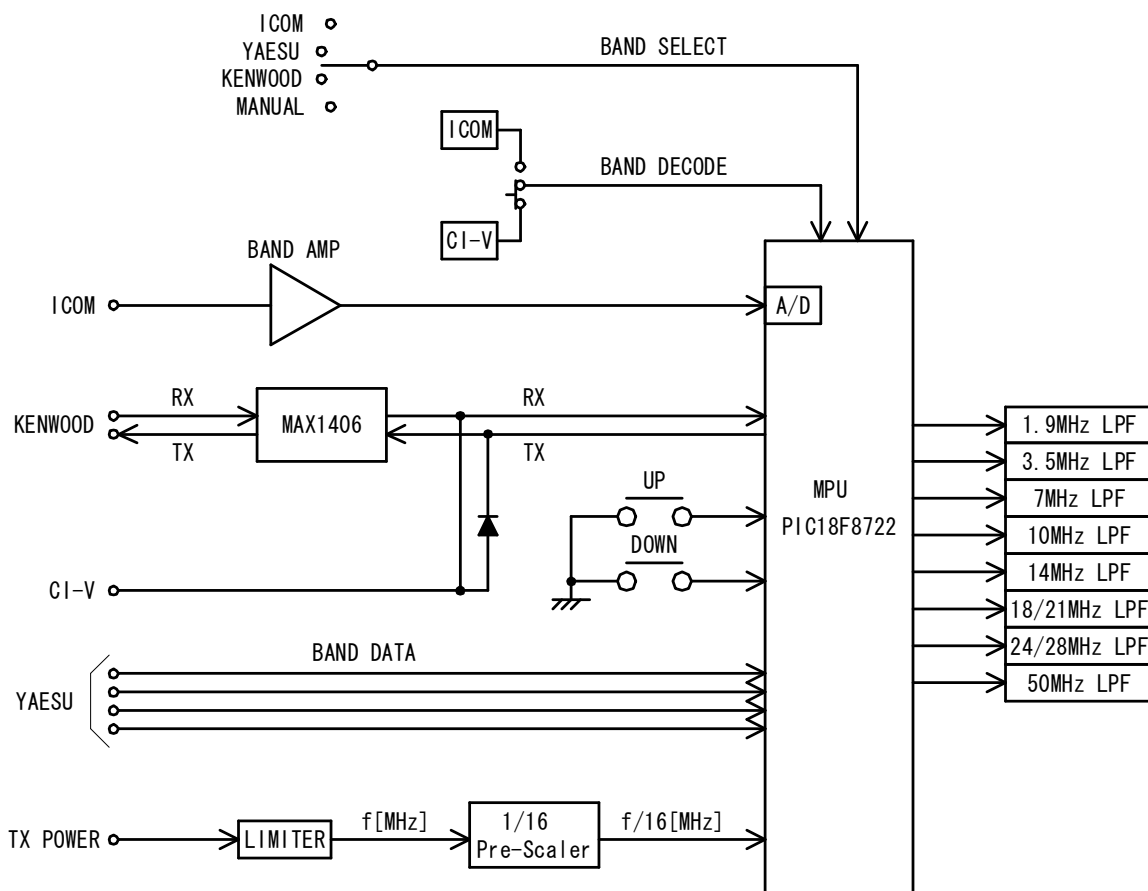 ICOM
YAESU
KENWOOD
MANUAL
BAND SELECT
ICOM
BAND DECODE
CI-V
BAND AMP
ICOM
A/D
KENWOOD
RX
TX
MAX1406
RX
TX
UP
DOWN
MPU
PIC18F8722
1.9MHz LPF
3.5MHz LPF
7MHz LPF
10MHz LPF
14MHz LPF
18/21MHz LPF
24/28MHz LPF
50MHz LPF
CI-V
BAND DATA
YAESU
TX POWER
LIMITER
f[MHz]
1/16
Pre-Scaler
f/16[MHz]